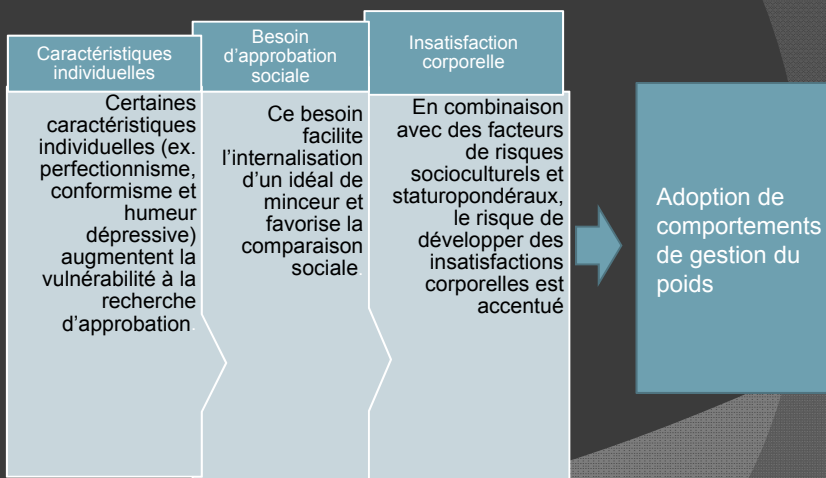 Caractéristiques
individuelles
Certaines
caractéristiques
individuelles (ex.
perfectionnisme,
conformisme et
humeur
dépressive)
augmentent la
vulnérabilité à la
recherche
d’approbation.
Besoin
d’approbation
sociale
Ce besoin
facilite
l’internalisation
d’un idéal de
minceur et
favorise la
comparaison
sociale.
Insatisfaction
corporelle
En combinaison
avec des facteurs
de risques
socioculturels et
staturopondéraux,
le risque de
développer des
insatisfactions
corporelles est
accentué
Adoption de
comportements
de gestion du
poids